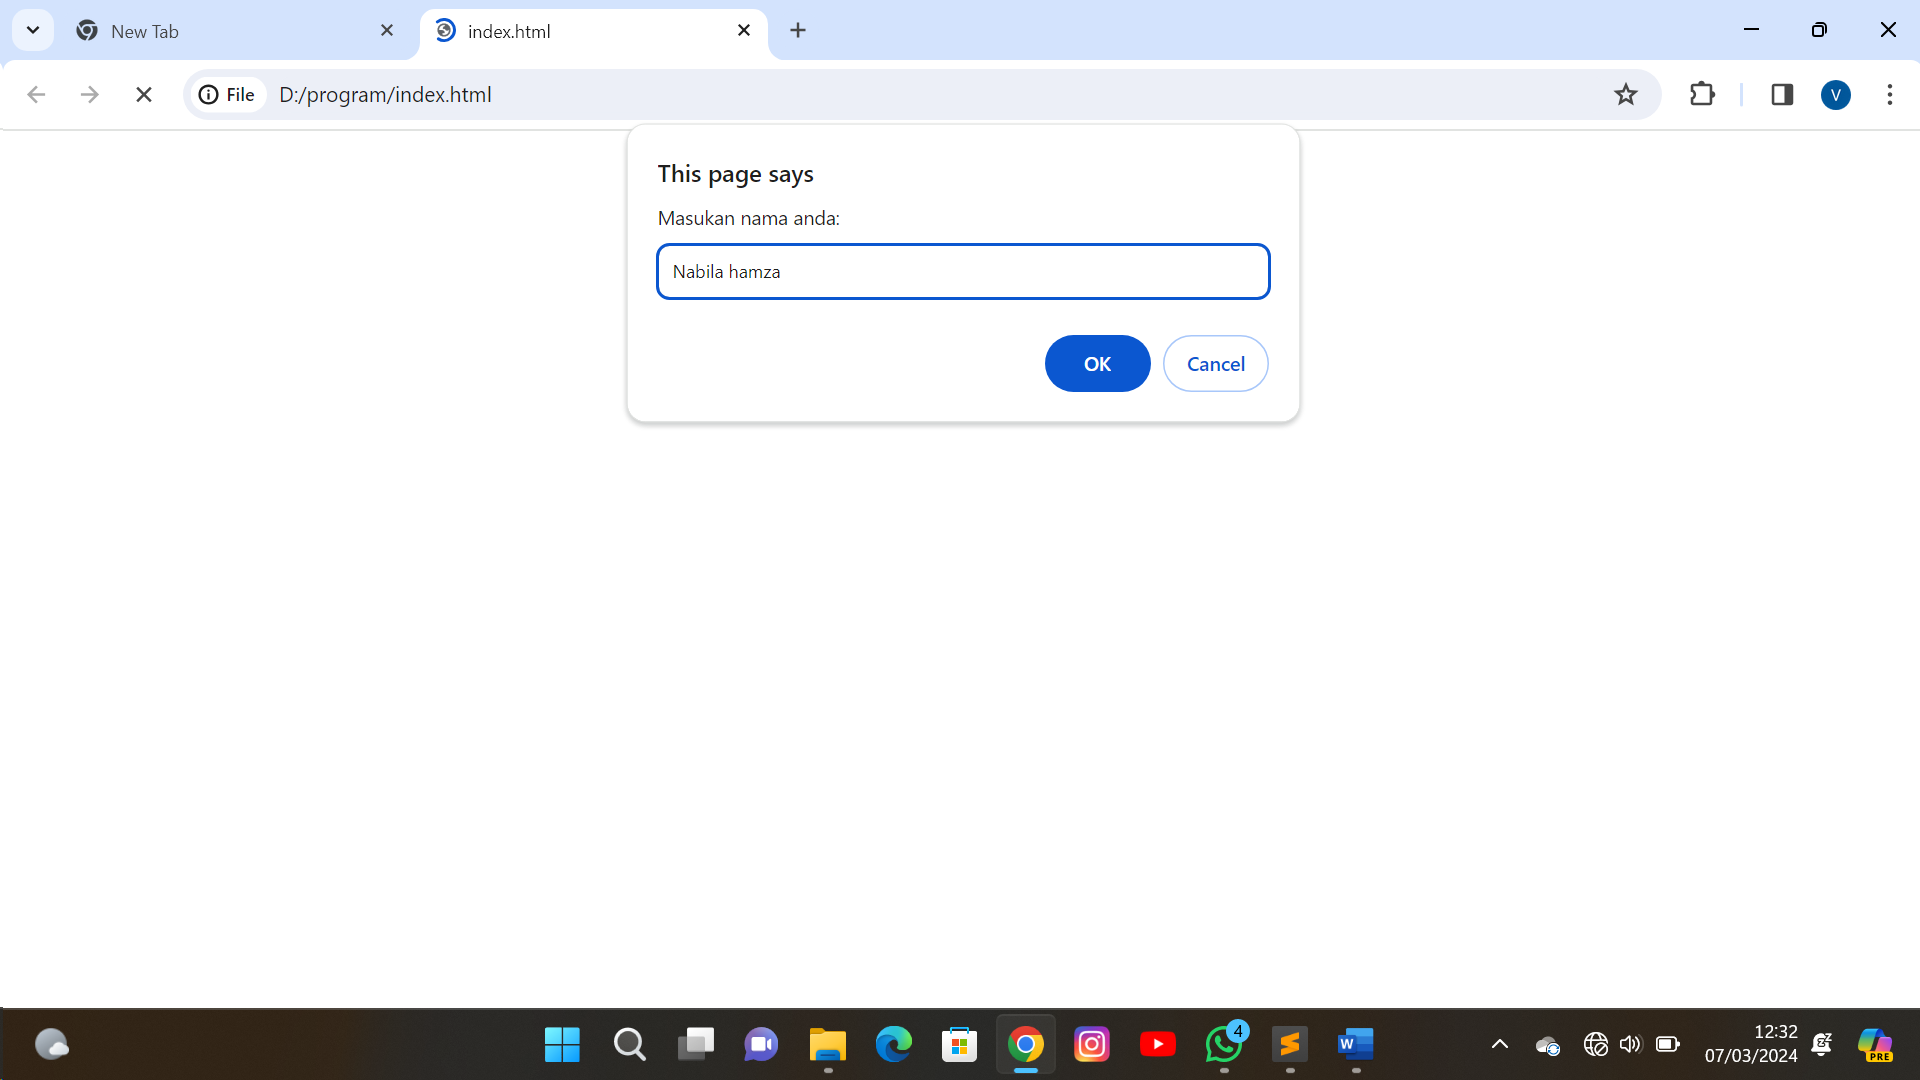 New Tab
index.html
File
D:/program/index.html
V
This page says
Masukan nama anda:
Nabila hamza
OK
Cancel
4
W
12:32
07/03/2024
PRE